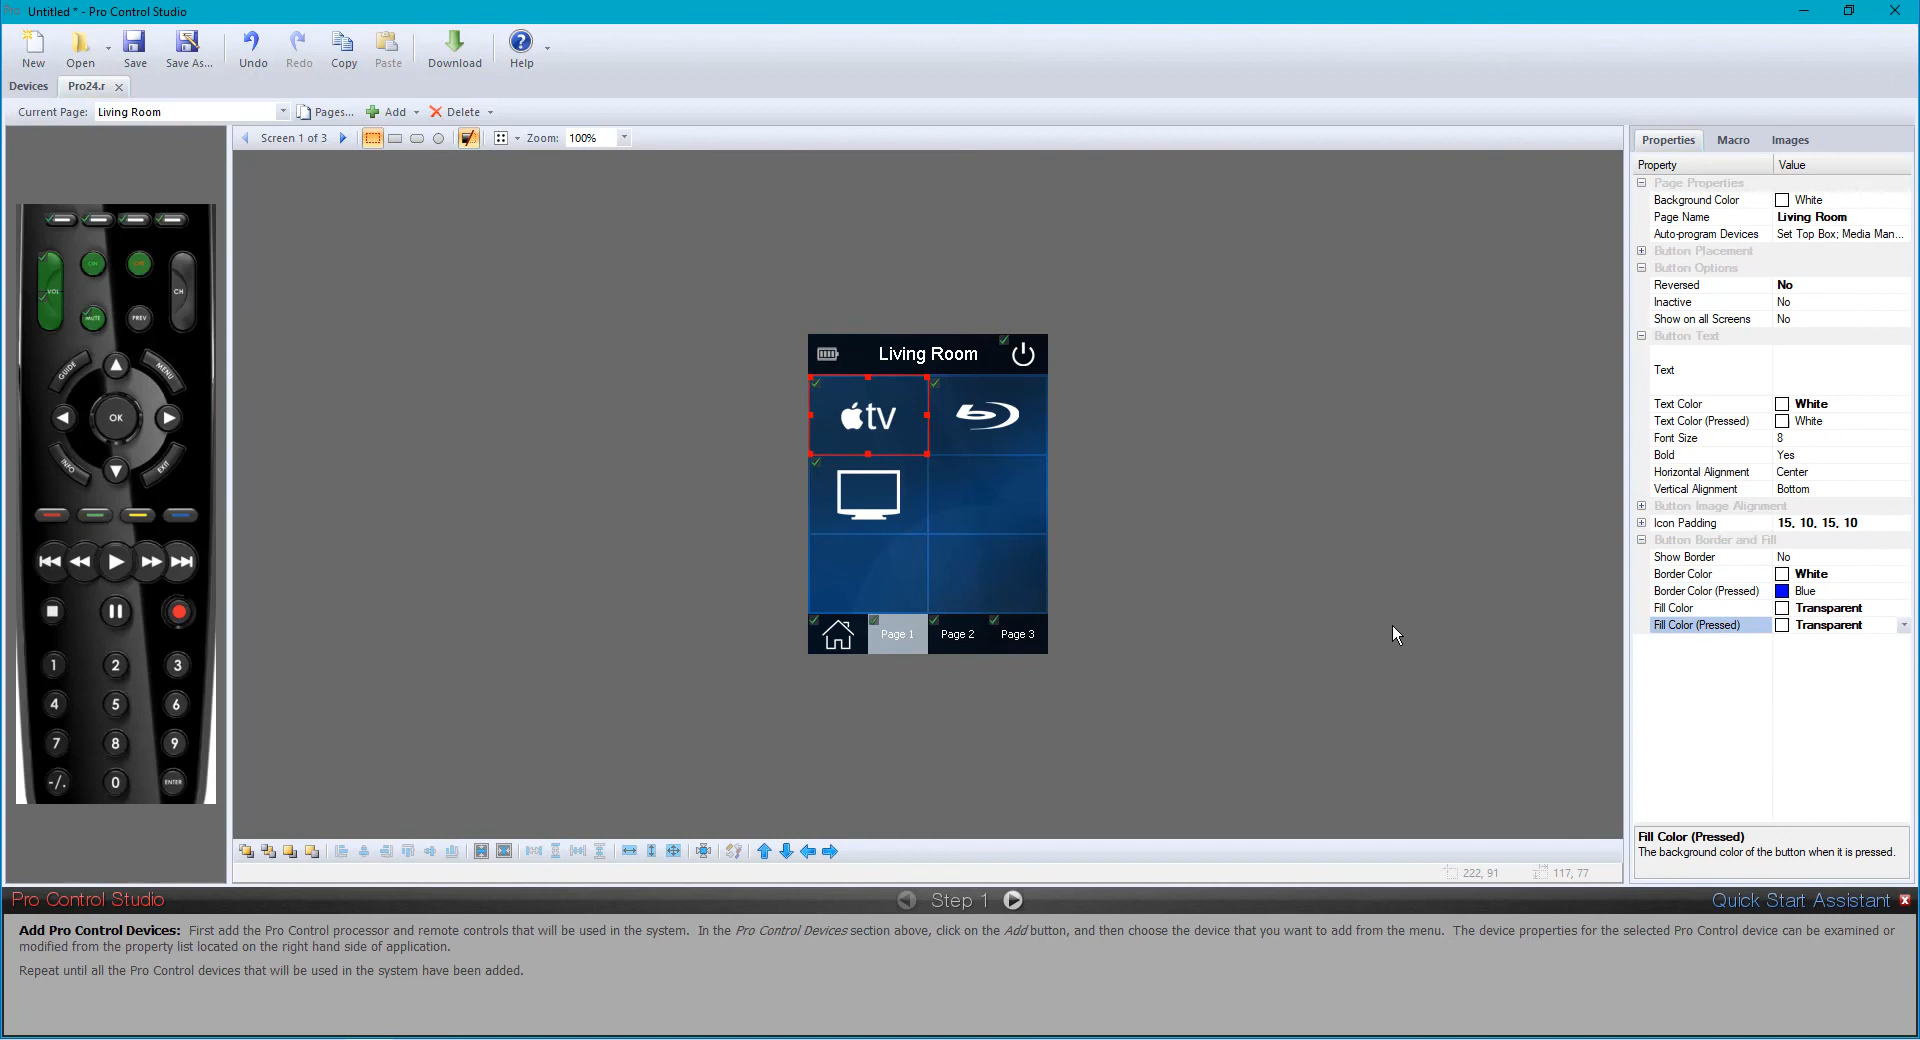 Untitled * - Pro Control Studio
New
Open
Save
Save As...
Undo
Redo
Copy
Paste
Download
Help
Devices
Pro24.r
Current Page: Living Room
Pages...
Add
Delete
Screen 1 of 3
Zoom: 100%
VOL
ON
OFF
CH
MUTE
PREV
GUIDE
MENU
OK
INFO
EXIT
1 2 3
4 5 6
7 8 9
-/. 0 ENTER
Living Room
tv
Page 1
Page 2
Page 3
Properties
Macro
Images
Property Value
Page Properties
Background Color White
Page Name Living Room
Auto-program Devices Set Top Box; Media Man...
Button Placement
Button Options
Reversed No
Inactive No
Show on all Screens No
Button Text
Text
Text Color White
Text Color (Pressed) White
Font Size 8
Bold Yes
Horizontal Alignment Center
Vertical Alignment Bottom
Button Image Alignment
Icon Padding 15, 10, 15, 10
Button Border and Fill
Show Border No
Border Color White
Border Color (Pressed) Blue
Fill Color Transparent
Fill Color (Pressed) Transparent
Fill Color (Pressed)
The background color of the button when it is pressed.
222, 91
117, 77
Pro Control Studio
Step 1
Quick Start Assistant
Add Pro Control Devices: First add the Pro Control processor and remote controls that will be used in the system. In the Pro Control Devices section above, click on the Add button, and then choose the device that you want to add from the menu. The device properties for the selected Pro Control device can be examined or
modified from the property list located on the right hand side of application.
Repeat until all the Pro Control devices that will be used in the system have been added.